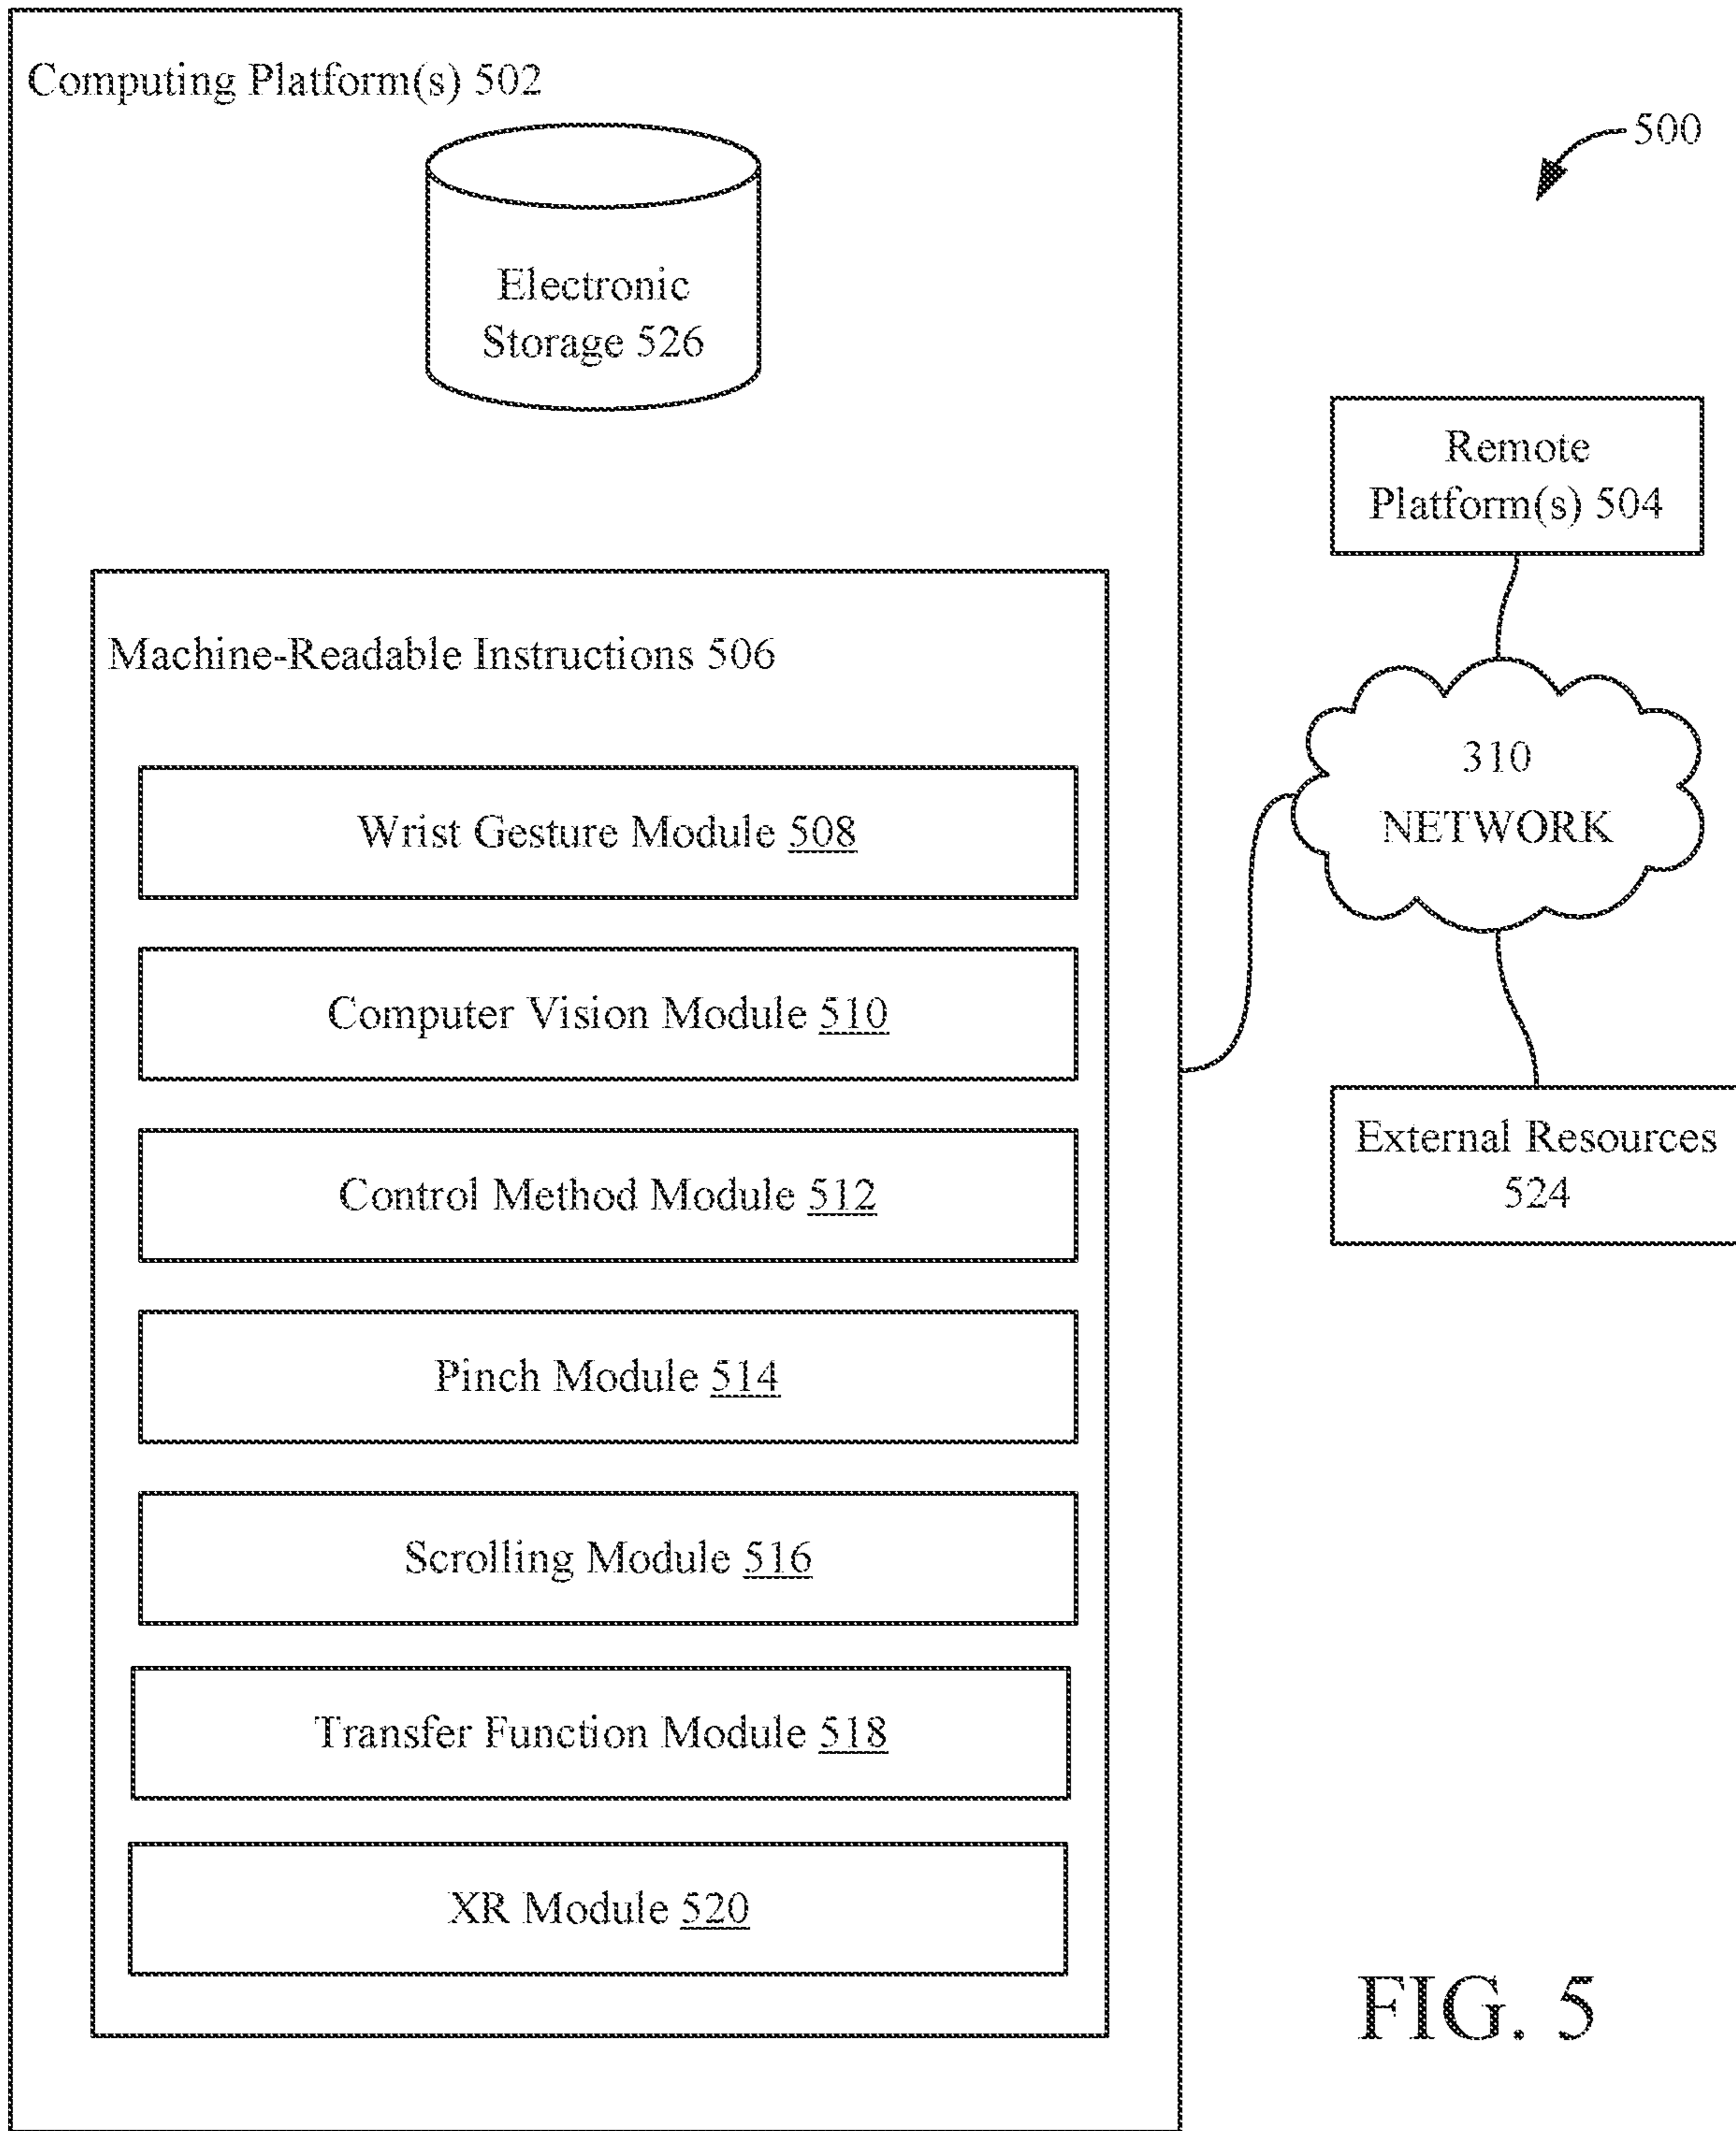 Computing Platform(s) 502
Electronic
Storage 526
Machine-Readable Instructions 506
Wrist Gesture Module 508
Computer Vision Module 510
Control Method Module 512
Pinch Module 514
Scrolling Module 516
Transfer Function Module 518
XR Module 520
500
Remote
Platform(s) 504
310
NETWORK
External Resources
524
FIG. 5